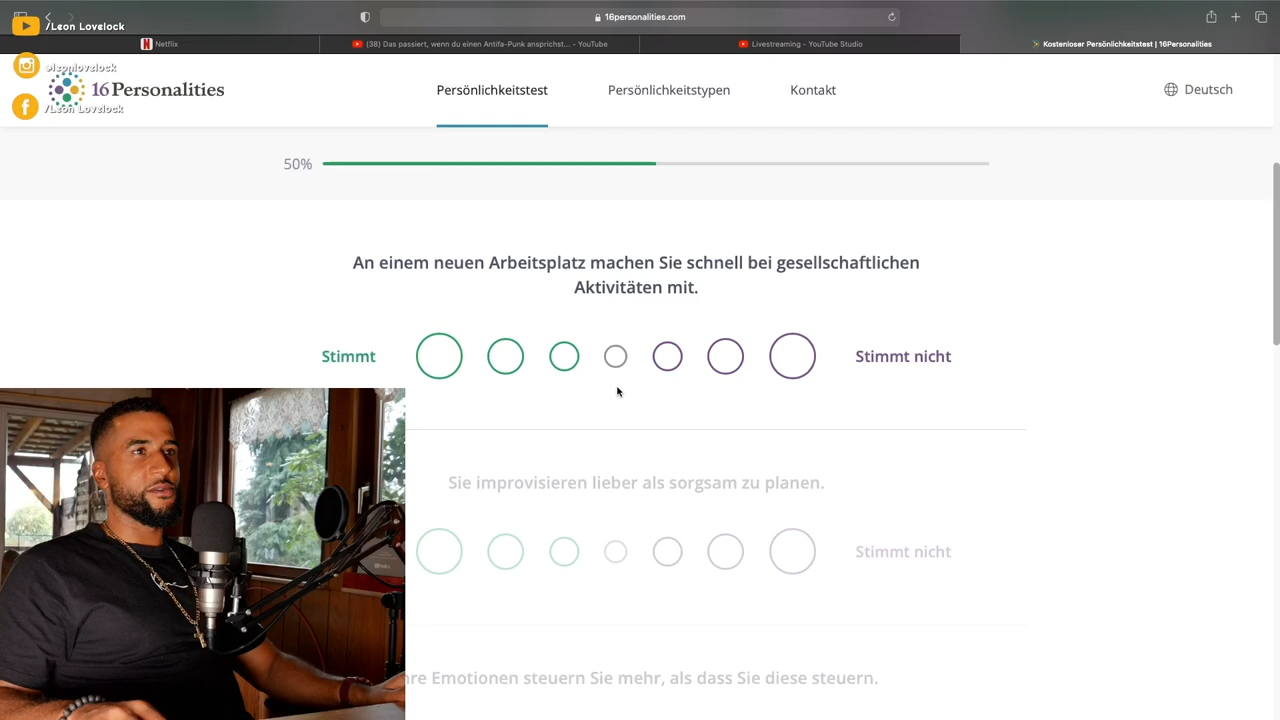 /Leon Lovelock
16personalities.com
Netflix
(38) Das passiert, wenn du einen Antifa-Punk ansprichst... - YouTube
Livestreaming - YouTube Studio
Kostenloser Persönlichkeitstest | 16Personalities
@leonlovelock
16Personalities
/Leon Lovelock
Persönlichkeitstest
Persönlichkeitstypen
Kontakt
Deutsch
50%
An einem neuen Arbeitsplatz machen Sie schnell bei gesellschaftlichen
Aktivitäten mit.
Stimmt
Stimmt nicht
Sie improvisieren lieber als sorgsam zu planen.
Stimmt nicht
Emotionen steuern Sie mehr, als dass Sie diese steuern.